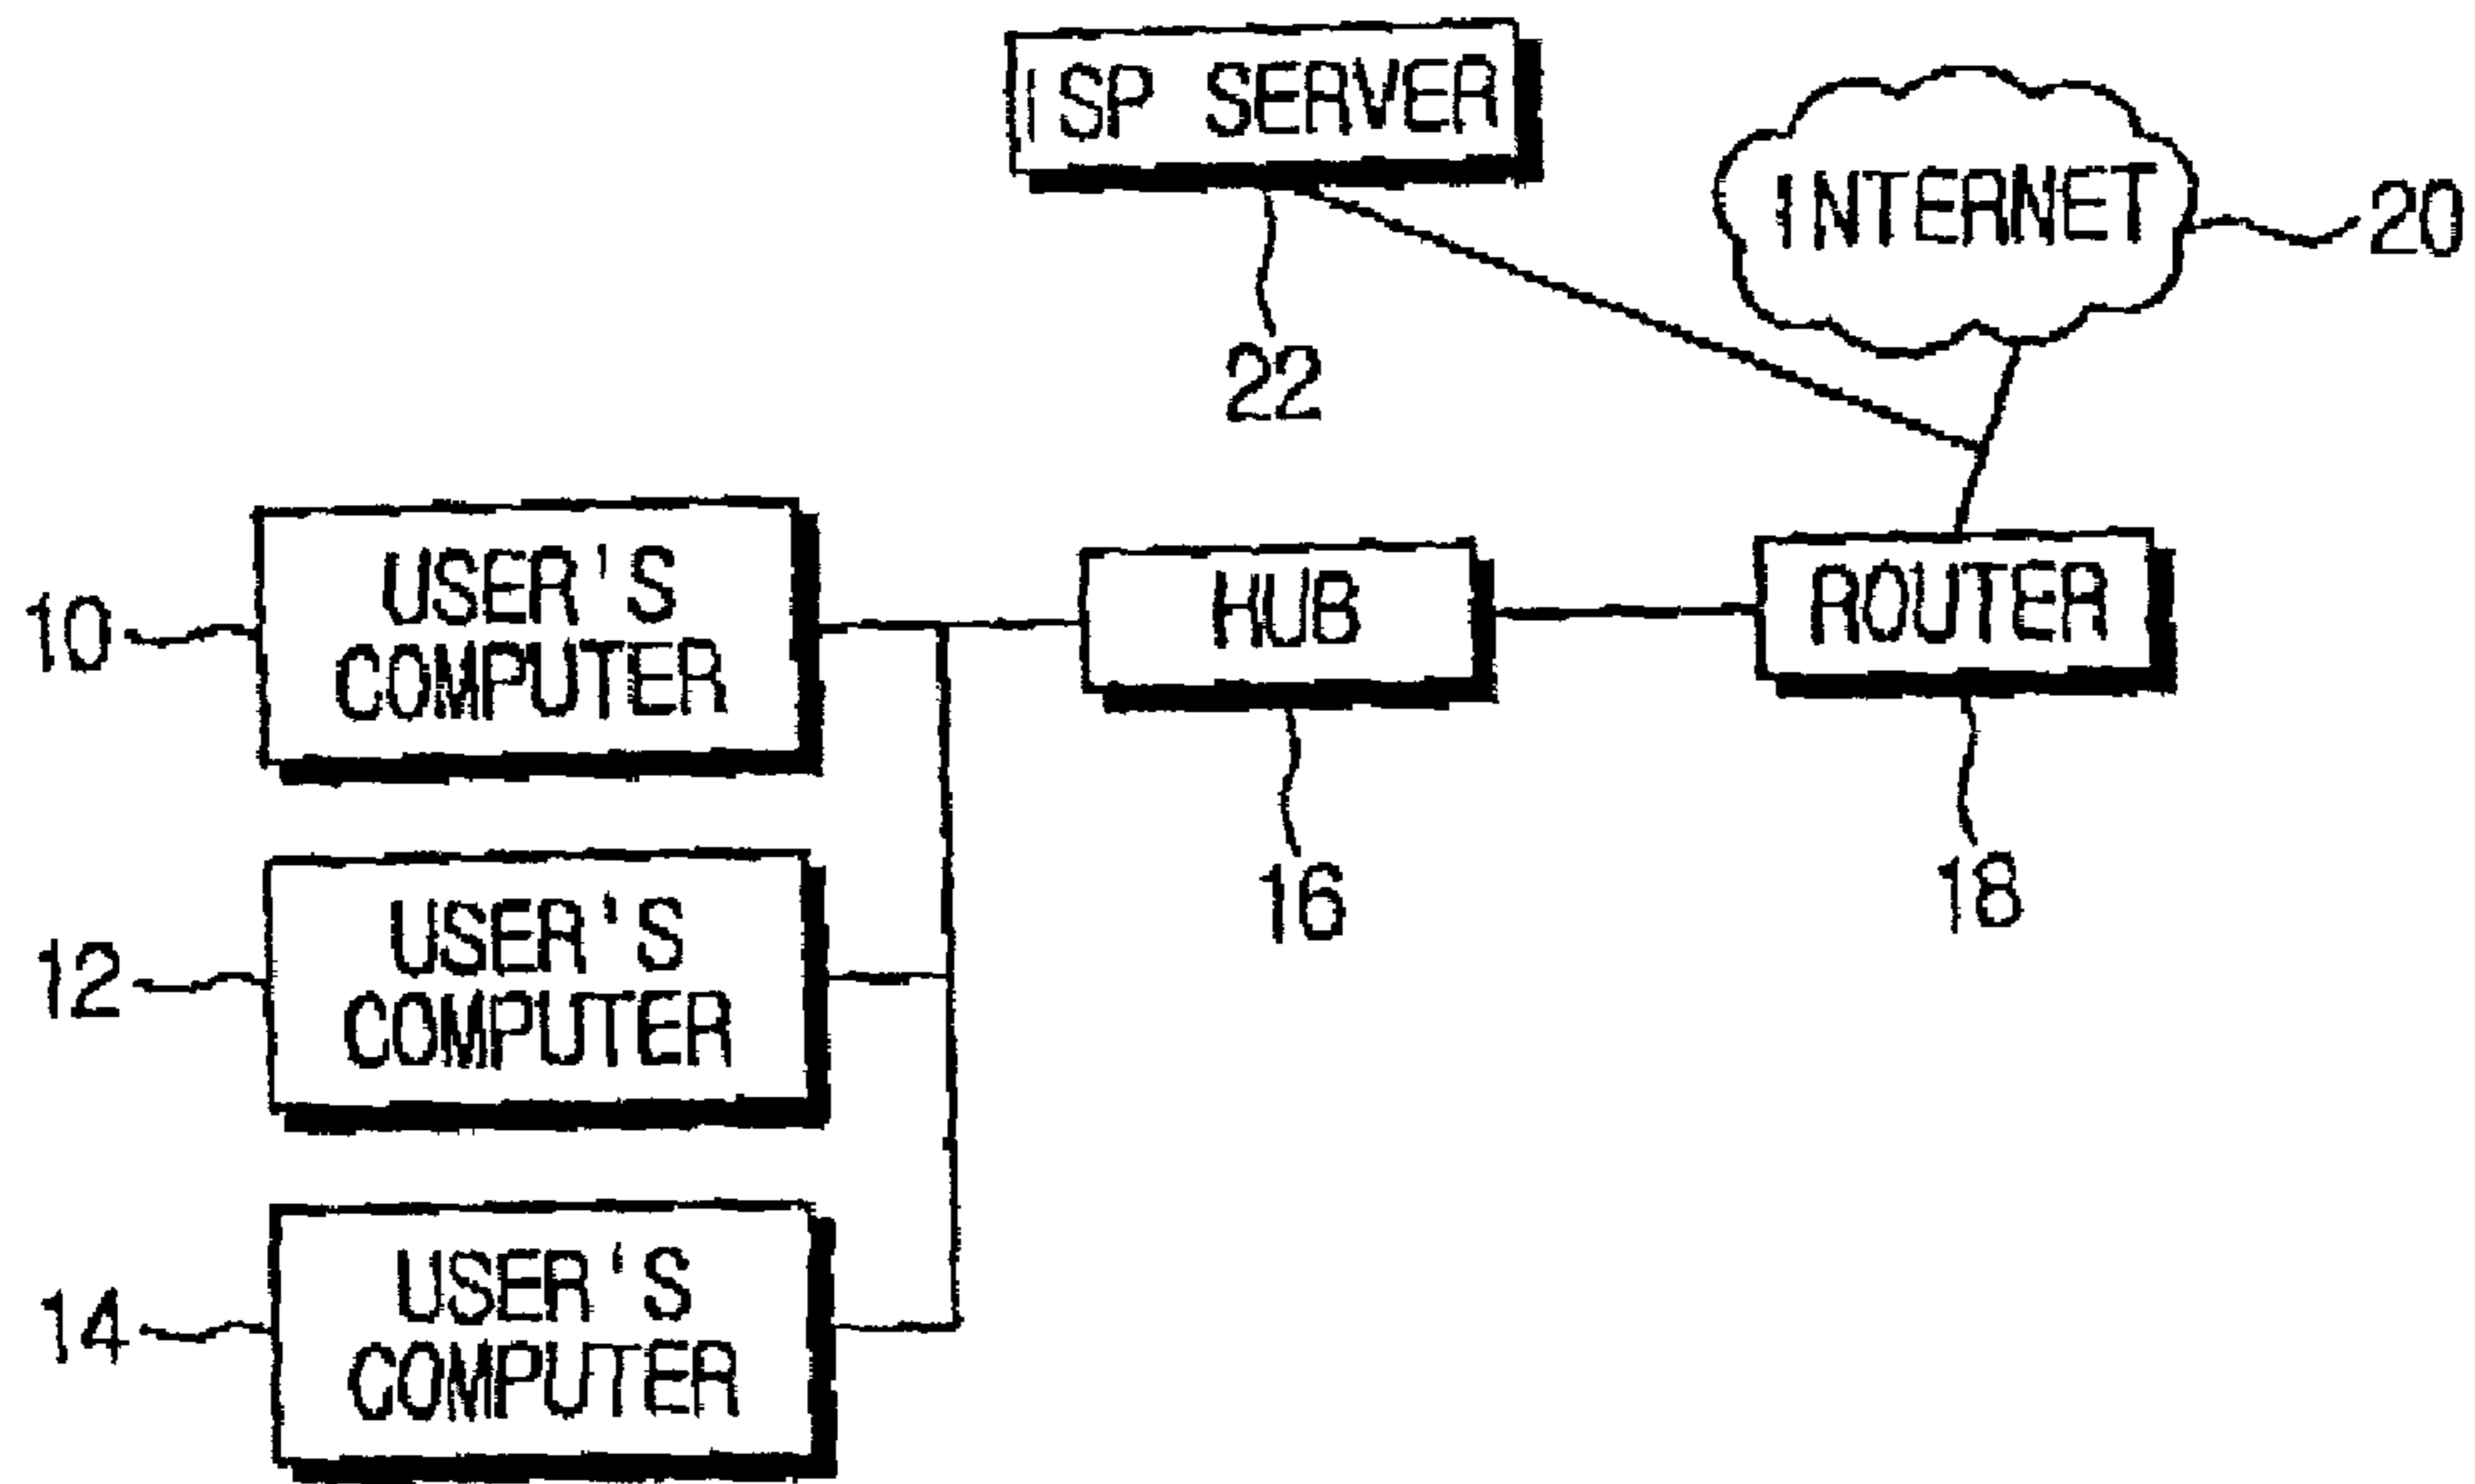 ISP SERVER
INTERNET
20
22
10
USER'S
COMPUTER
HUB
ROUTER
16
18
12
USER'S
COMPUTER
14
USER'S
COMPUTER